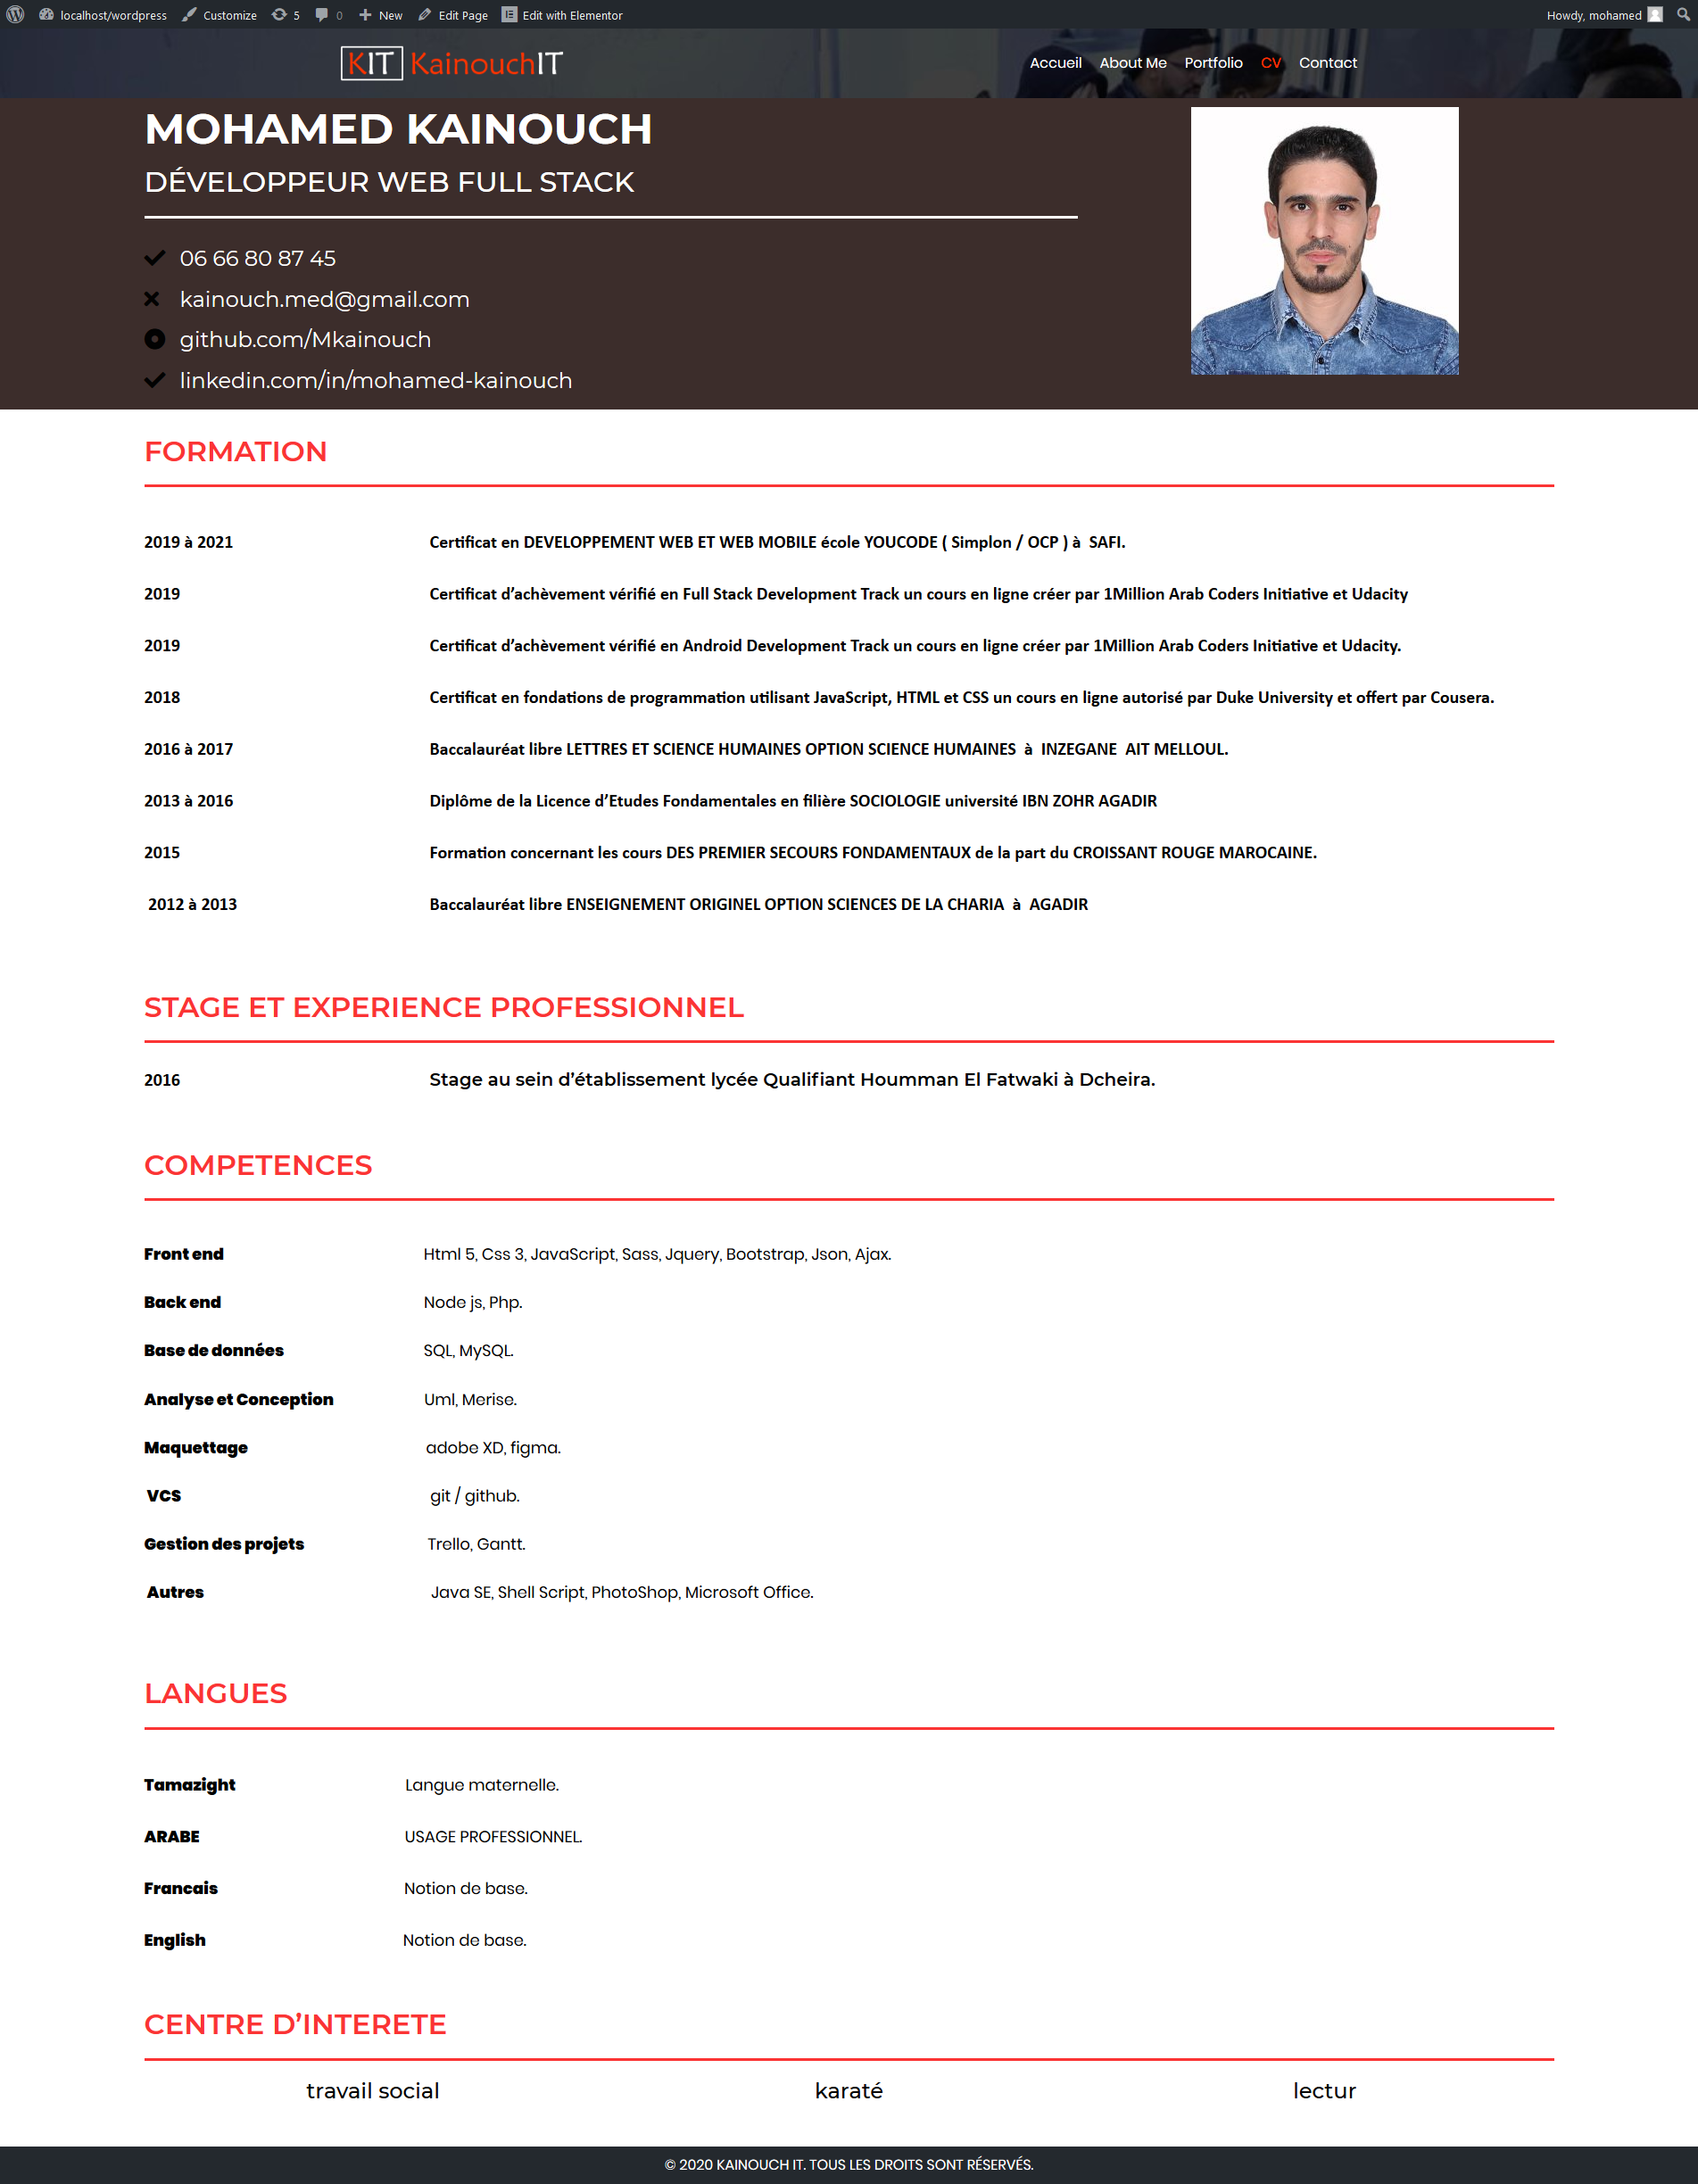 localhost/wordpress Customize 5 0 New Edit Page Edit with Elementor Howdy, mohamed
KIT KainouchIT Accueil About Me Portfolio CV Contact
MOHAMED KAINOUCH
DÉVELOPPEUR WEB FULL STACK
06 66 80 87 45
kainouch.med@gmail.com
github.com/Mkainouch
linkedin.com/in/mohamed-kainouch
FORMATION
2019 à 2021 Certificat en DEVELOPPEMENT WEB ET WEB MOBILE école YOUCODE ( Simplon / OCP ) à SAFI.
2019 Certificat d’achèvement vérifié en Full Stack Development Track un cours en ligne créer par 1Million Arab Coders Initiative et Udacity
2019 Certificat d’achèvement vérifié en Android Development Track un cours en ligne créer par 1Million Arab Coders Initiative et Udacity.
2018 Certificat en fondations de programmation utilisant JavaScript, HTML et CSS un cours en ligne autorisé par Duke University et offert par Cousera.
2016 à 2017 Baccalauréat libre LETTRES ET SCIENCE HUMAINES OPTION SCIENCE HUMAINES à INZEGANE AIT MELLOUL.
2013 à 2016 Diplôme de la Licence d’Etudes Fondamentales en filière SOCIOLOGIE université IBN ZOHR AGADIR
2015 Formation concernant les cours DES PREMIER SECOURS FONDAMENTAUX de la part du CROISSANT ROUGE MAROCAINE.
2012 à 2013 Baccalauréat libre ENSEIGNEMENT ORIGINEL OPTION SCIENCES DE LA CHARIA à AGADIR
STAGE ET EXPERIENCE PROFESSIONNEL
2016 Stage au sein d’établissement lycée Qualifiant Houmman El Fatwaki à Dcheira.
COMPETENCES
Front end Html 5, Css 3, JavaScript, Sass, Jquery, Bootstrap, Json, Ajax.
Back end Node js, Php.
Base de données SQL, MySQL.
Analyse et Conception Uml, Merise.
Maquettage adobe XD, figma.
VCS git / github.
Gestion des projets Trello, Gantt.
Autres Java SE, Shell Script, PhotoShop, Microsoft Office.
LANGUES
Tamazight Langue maternelle.
ARABE USAGE PROFESSIONNEL.
Francais Notion de base.
English Notion de base.
CENTRE D’INTERETE
travail social karaté lectur
© 2020 KAINOUCH IT. TOUS LES DROITS SONT RÉSERVÉS.